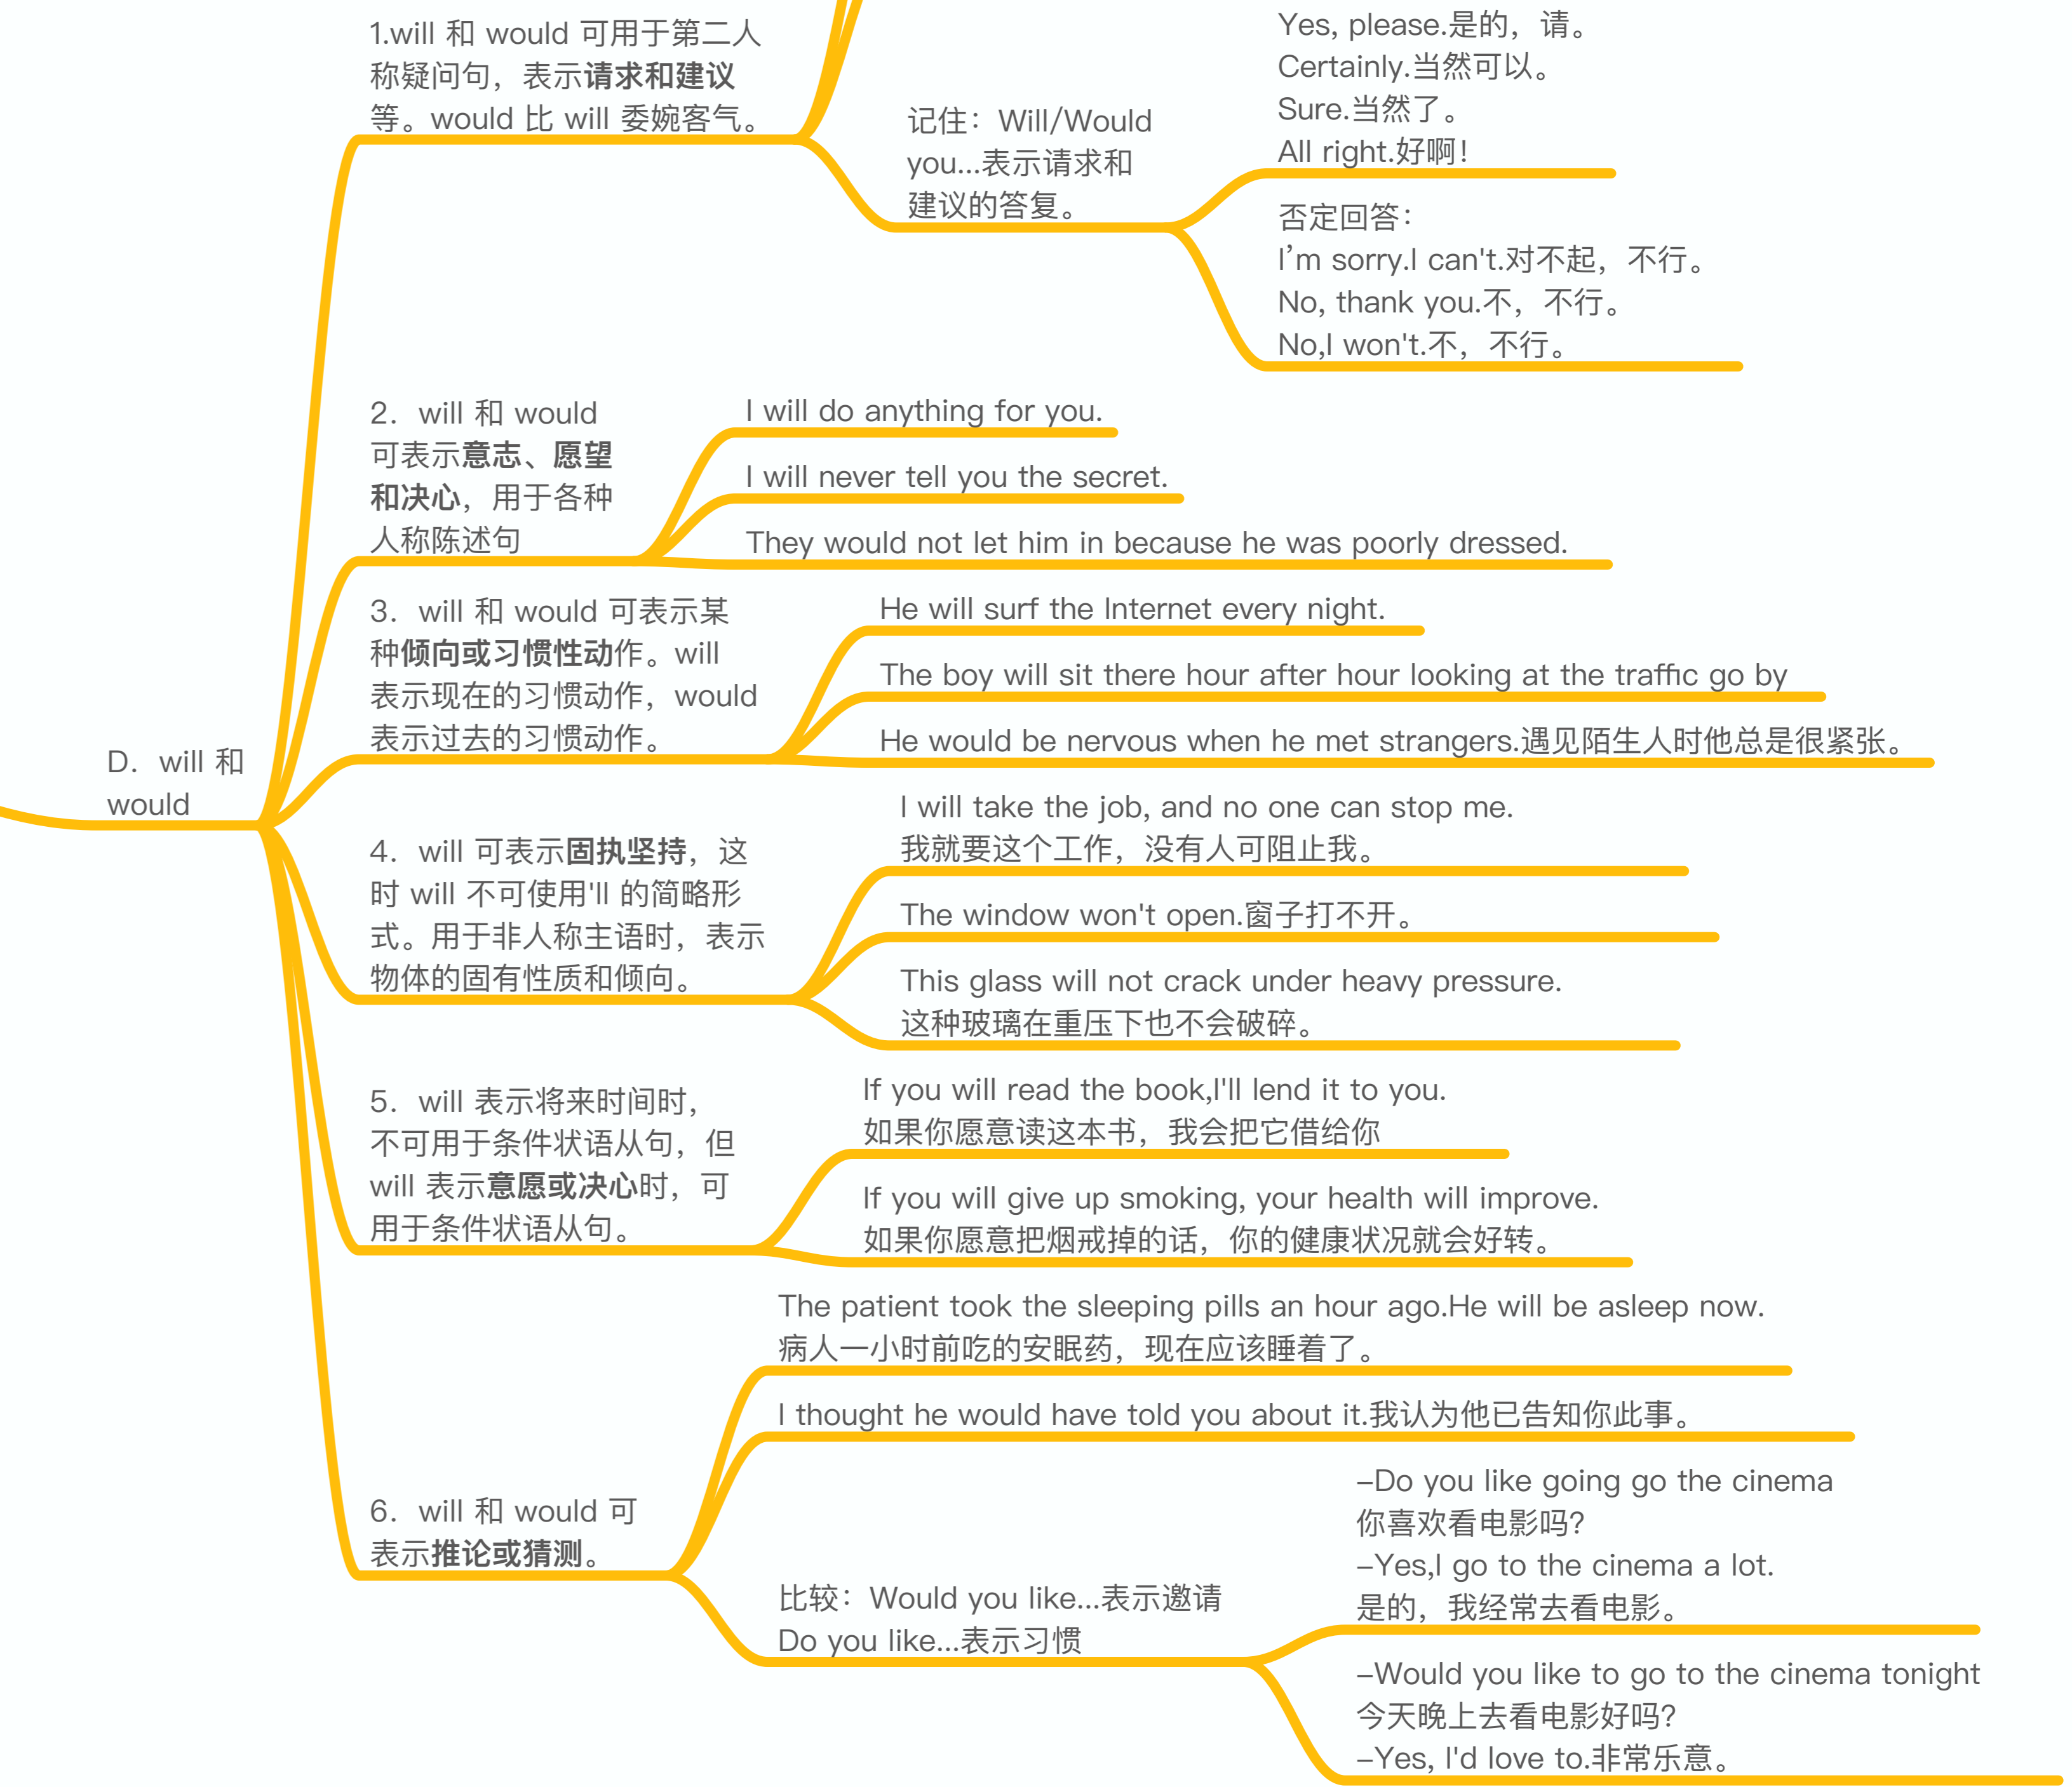 D．will 和
would
1.will 和 would 可用于第二人
称疑问句，表示请求和建议
等。would 比 will 委婉客气。
记住：Will/Would
you...表示请求和
建议的答复。
Yes, please.是的，请。
Certainly.当然可以。
Sure.当然了。
All right.好啊！
否定回答：
I’m sorry.I can't.对不起，不行。
No, thank you.不，不行。
No,I won't.不，不行。
2．will 和 would
可表示意志、愿望
和决心，用于各种
人称陈述句
I will do anything for you.
I will never tell you the secret.
They would not let him in because he was poorly dressed.
3．will 和 would 可表示某
种倾向或习惯性动作。will
表示现在的习惯动作，would
表示过去的习惯动作。
He will surf the Internet every night.
The boy will sit there hour after hour looking at the traffic go by
He would be nervous when he met strangers.遇见陌生人时他总是很紧张。
4．will 可表示固执坚持，这
时 will 不可使用'll 的简略形
式。用于非人称主语时，表示
物体的固有性质和倾向。
I will take the job, and no one can stop me.
我就要这个工作，没有人可阻止我。
The window won't open.窗子打不开。
This glass will not crack under heavy pressure.
这种玻璃在重压下也不会破碎。
5．will 表示将来时间时，
不可用于条件状语从句，但
will 表示意愿或决心时，可
用于条件状语从句。
If you will read the book,I'll lend it to you.
如果你愿意读这本书，我会把它借给你
If you will give up smoking, your health will improve.
如果你愿意把烟戒掉的话，你的健康状况就会好转。
6．will 和 would 可
表示推论或猜测。
The patient took the sleeping pills an hour ago.He will be asleep now.
病人一小时前吃的安眠药，现在应该睡着了。
I thought he would have told you about it.我认为他已告知你此事。
比较：Would you like...表示邀请
Do you like...表示习惯
–Do you like going go the cinema
你喜欢看电影吗？
–Yes,I go to the cinema a lot.
是的，我经常去看电影。
–Would you like to go to the cinema tonight
今天晚上去看电影好吗？
–Yes, I'd love to.非常乐意。